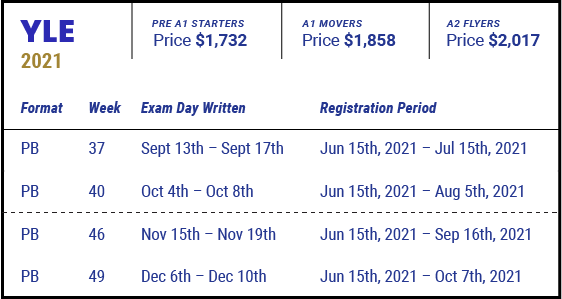 YLE
2021
PRE A1 STARTERS
Price $1,732
A1 MOVERS
Price $1,858
A2 FLYERS
Price $2,017
Format Week Exam Day Written Registration Period
PB 37 Sept 13th – Sept 17th Jun 15th, 2021 – Jul 15th, 2021
PB 40 Oct 4th – Oct 8th Jun 15th, 2021 – Aug 5th, 2021
PB 46 Nov 15th – Nov 19th Jun 15th, 2021 – Sep 16th, 2021
PB 49 Dec 6th – Dec 10th Jun 15th, 2021 – Oct 7th, 2021